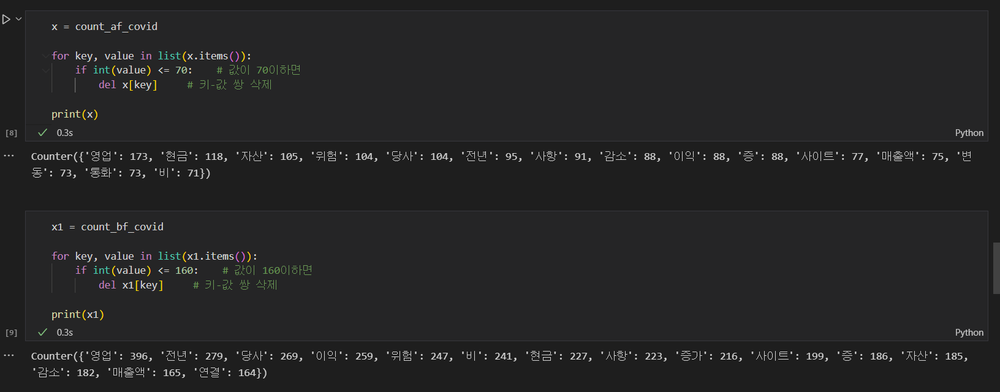 x = count_af_covid
for key, value in list(x.items()):
if int(value) <= 70:    # 값이 70이하면
del x[key]     # 키-값 쌍 삭제
print(x)
[8]
0.3s
Python
Counter({'영업': 173, '현금': 118, '자산': 105, '위험': 104, '당사': 104, '전년': 95, '사항': 91, '감소': 88, '이익': 88, '증': 88, '사이트': 77, '매출액': 75, '변
동': 73, '통화': 73, '비': 71})
x1 = count_bf_covid
for key, value in list(x1.items()):
if int(value) <= 160:    # 값이 160이하면
del x1[key]     # 키-값 쌍 삭제
print(x1)
[9]
0.3s
Python
Counter({'영업': 396, '전년': 279, '당사': 269, '이익': 259, '위험': 247, '비': 241, '현금': 227, '사항': 223, '증가': 216, '사이트': 199, '증': 186, '자산': 185,
'감소': 182, '매출액': 165, '연결': 164})